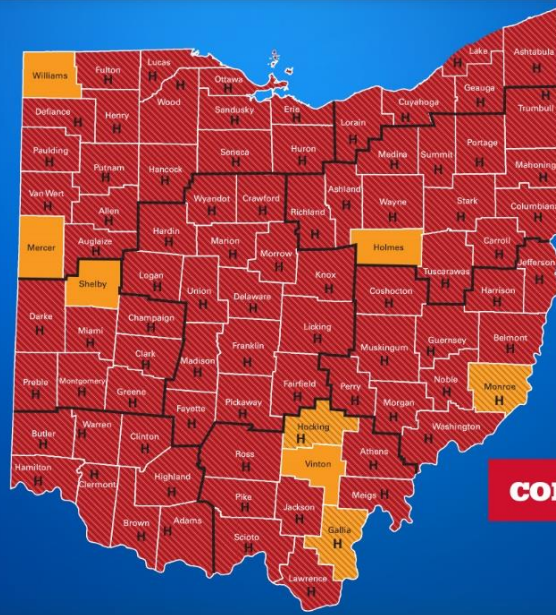 Williams
Fulton
H
Lucas
H
Wood
H
Ottawa
H
Lake
H
Ashtabula
H
Defiance
H
Henry
H
Sandusky
H
Erie
H
Lorain
H
Cuyahoga
H
Geauga
H
Trumbull
H
Paulding
H
Putnam
H
Hancock
H
Seneca
H
Huron
H
Medina
H
Summit
H
Portage
H
Mahoning
H
Van Wert
H
Allen
H
Wyandot
H
Crawford
H
Richland
H
Ashland
H
Wayne
H
Stark
H
Columbiana
H
Mercer
Auglaize
H
Hardin
H
Marion
H
Morrow
H
Holmes
Carroll
H
Jefferson
H
Shelby
Logan
H
Union
H
Delaware
H
Knox
H
Coshocton
H
Tuscarawas
H
Harrison
H
Darke
H
Miami
H
Champaign
H
Clark
H
Madison
H
Franklin
H
Licking
H
Muskingum
H
Guernsey
H
Belmont
H
Preble
H
Montgomery
H
Greene
H
Fayette
H
Pickaway
H
Fairfield
H
Perry
H
Morgan
H
Noble
H
Monroe
H
Butler
H
Warren
H
Clinton
H
Ross
H
Hocking
H
Athens
H
Washington
H
Hamilton
H
Clermont
H
Highland
H
Vinton
Meigs H
Brown
H
Adams
H
Pike
H
Jackson
H
Gallia
H
Scioto
H
Lawrence
H